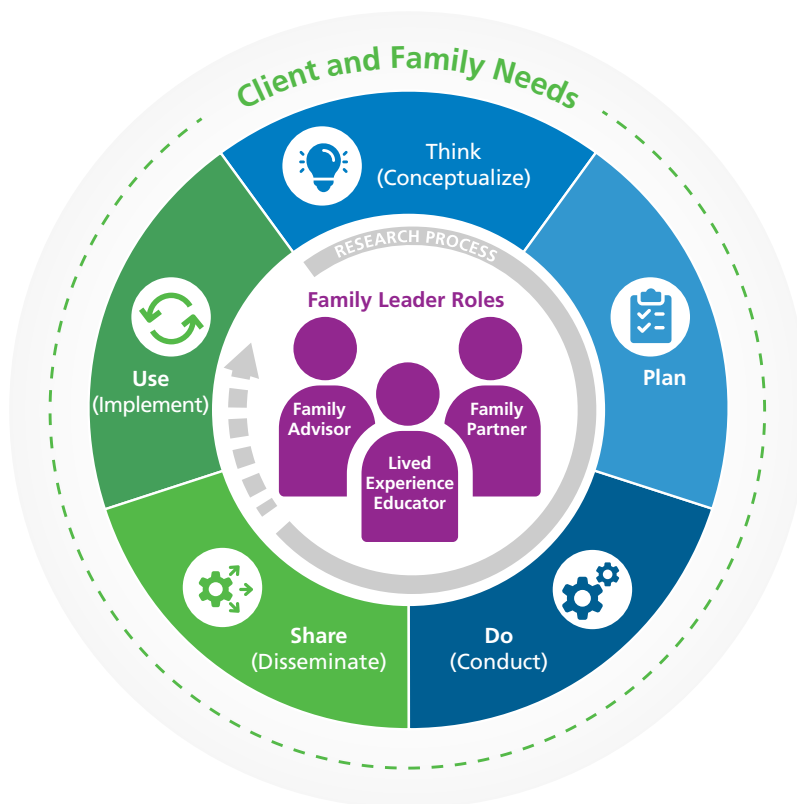 Client and Family Needs
Think
(Conceptualize)
Plan
Do
(Conduct)
Share
(Disseminate)
Use
(Implement)
RESEARCH PROCESS
Family Leader Roles
Family
Advisor
Lived
Experience
Educator
Family
Partner